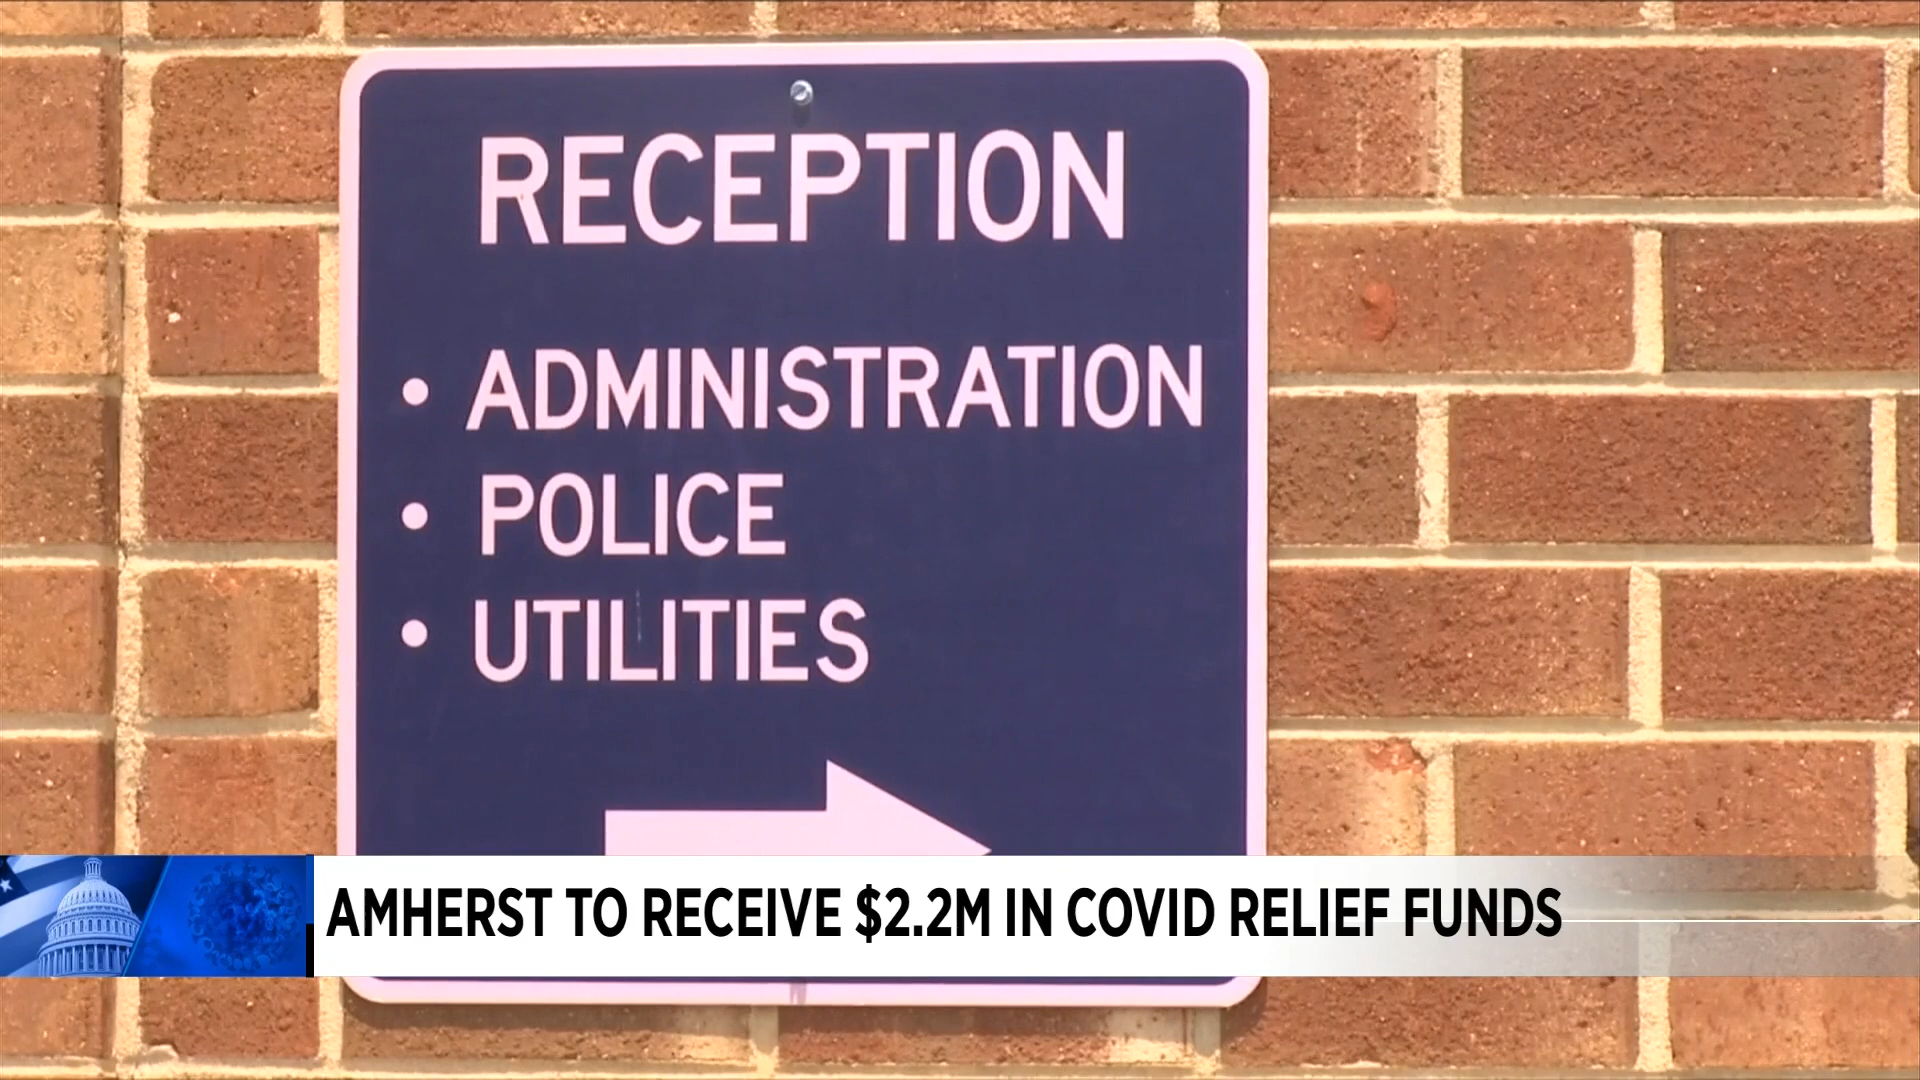 RECEPTION
• ADMINISTRATION
• POLICE
• UTILITIES
AMHERST TO RECEIVE $2.2M IN COVID RELIEF FUNDS